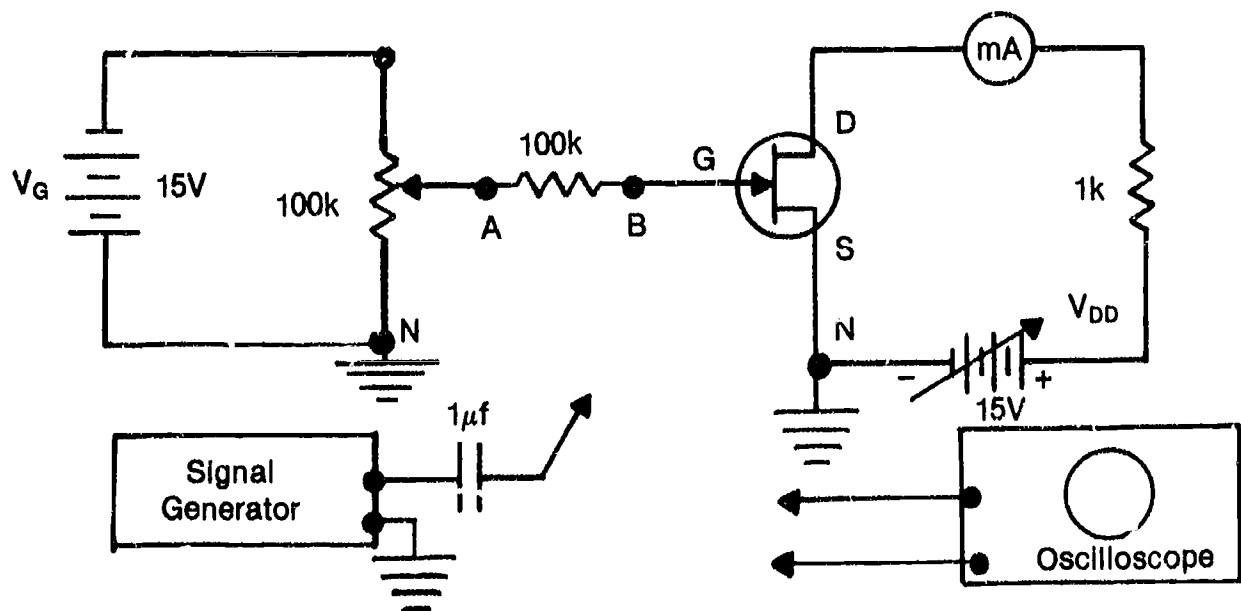 mA
D
100k
G
V_G
15V
100k
A
B
1k
S
N
N
V_DD
-
+
15V
1μf
Signal
Generator
Oscilloscope